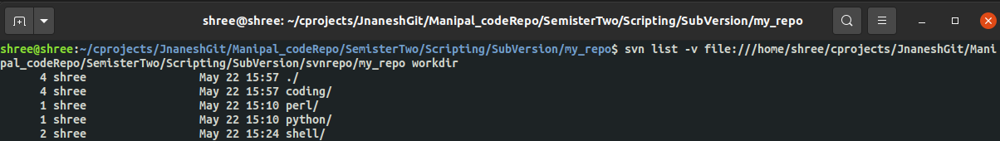 shree@shree: ~/cprojects/JnaneshGit/Manipal_codeRepo/SemisterTwo/Scripting/SubVersion/my_repo
shree@shree:~/cprojects/JnaneshGit/Manipal_codeRepo/SemisterTwo/Scripting/SubVersion/my_repo$ svn list -v file:///home/shree/cprojects/JnaneshGit/Mani
pal_codeRepo/SemisterTwo/Scripting/SubVersion/svnrepo/my_repo workdir
4 shree May 22 15:57 ./
4 shree May 22 15:57 coding/
1 shree May 22 15:10 perl/
1 shree May 22 15:10 python/
2 shree May 22 15:24 shell/